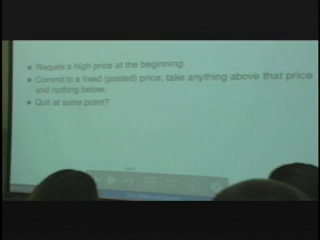 • Require a high price at the beginning.
• Commit to a fixed (posted) price, take anything above that price
and nothing below.
• Quit at some point?